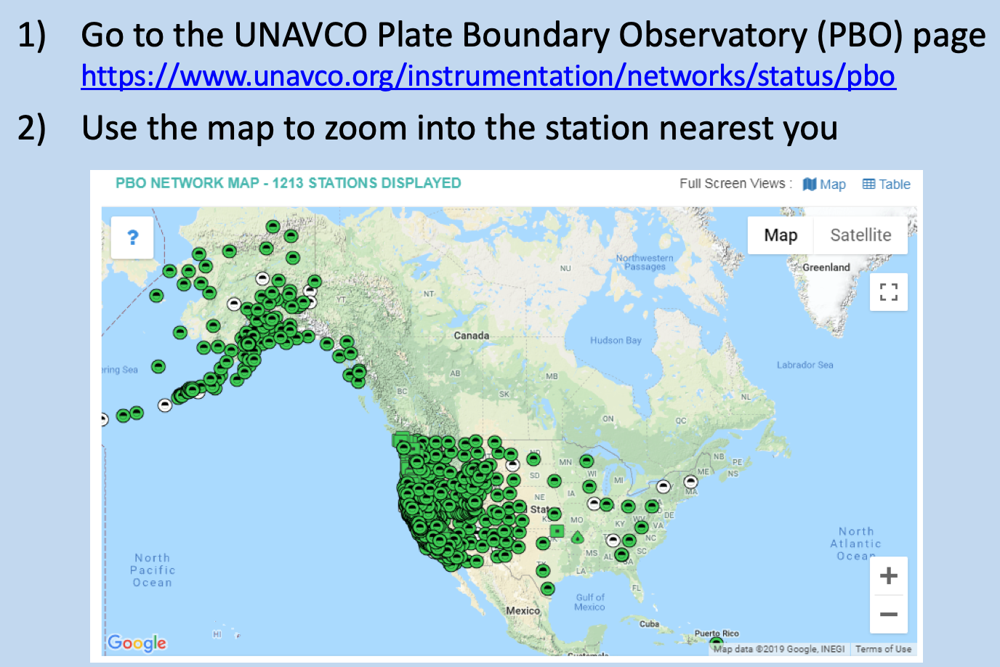 1) Go to the UNAVCO Plate Boundary Observatory (PBO) page
https://www.unavco.org/instrumentation/networks/status/pbo
2) Use the map to zoom into the station nearest you
PBO NETWORK MAP - 1213 STATIONS DISPLAYED
Full Screen Views : Map Table
?
Map Satellite
Greenland
Northwestern
Passages
NU
NT
YT
Canada
Hudson Bay
Labrador Sea
ering Sea
AB
MB
BC
SK
NL
ON
QC
NB
PE
ND
MN
ME
NS
WI
MI
SD
MA
IA
NE
Stat
KS
MO
DE
KY
WV
VA
NC
MS
AL
SC
GA
TX
LA
FL
North
Pacific
Ocean
North
Atlantic
Ocean
Gulf of
Mexico
Mexico
Cuba
Puerto Rico
HI
Guatemala
+
−
Google
Map data ©2019 Google, INEGI Terms of Use